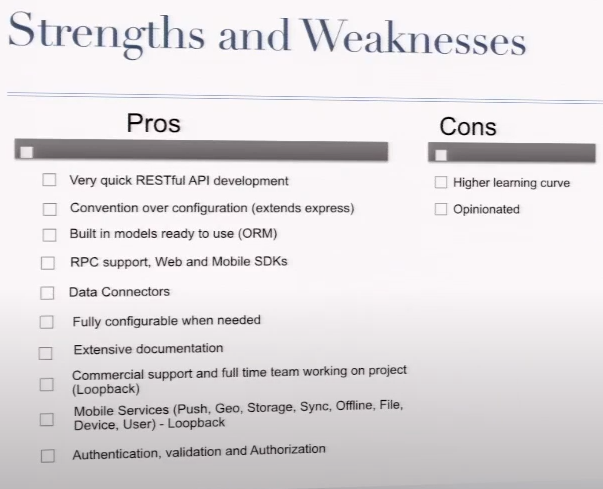 Strengths and Weaknesses
Pros
Very quick RESTful API development
Convention over configuration (extends express)
Built in models ready to use (ORM)
RPC support, Web and Mobile SDKs
Data Connectors
Fully configurable when needed
Extensive documentation
Commercial support and full time team working on project
(Loopback)
Mobile Services (Push, Geo, Storage, Sync, Offline, File,
Device, User) - Loopback
Authentication, validation and Authorization
Cons
Higher learning curve
Opinionated